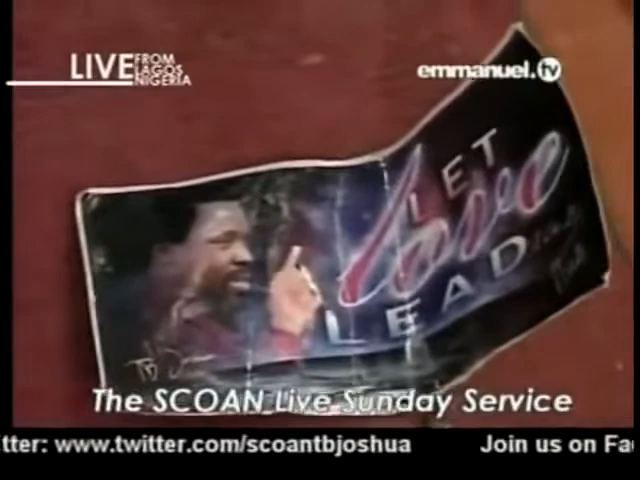 LIVE FROM LAGOS NIGERIA
emmanuel.tv
LET
love
LEAD
The SCOAN Live Sunday Service
tter: www.twitter.com/scoantbjoshua Join us on Fa